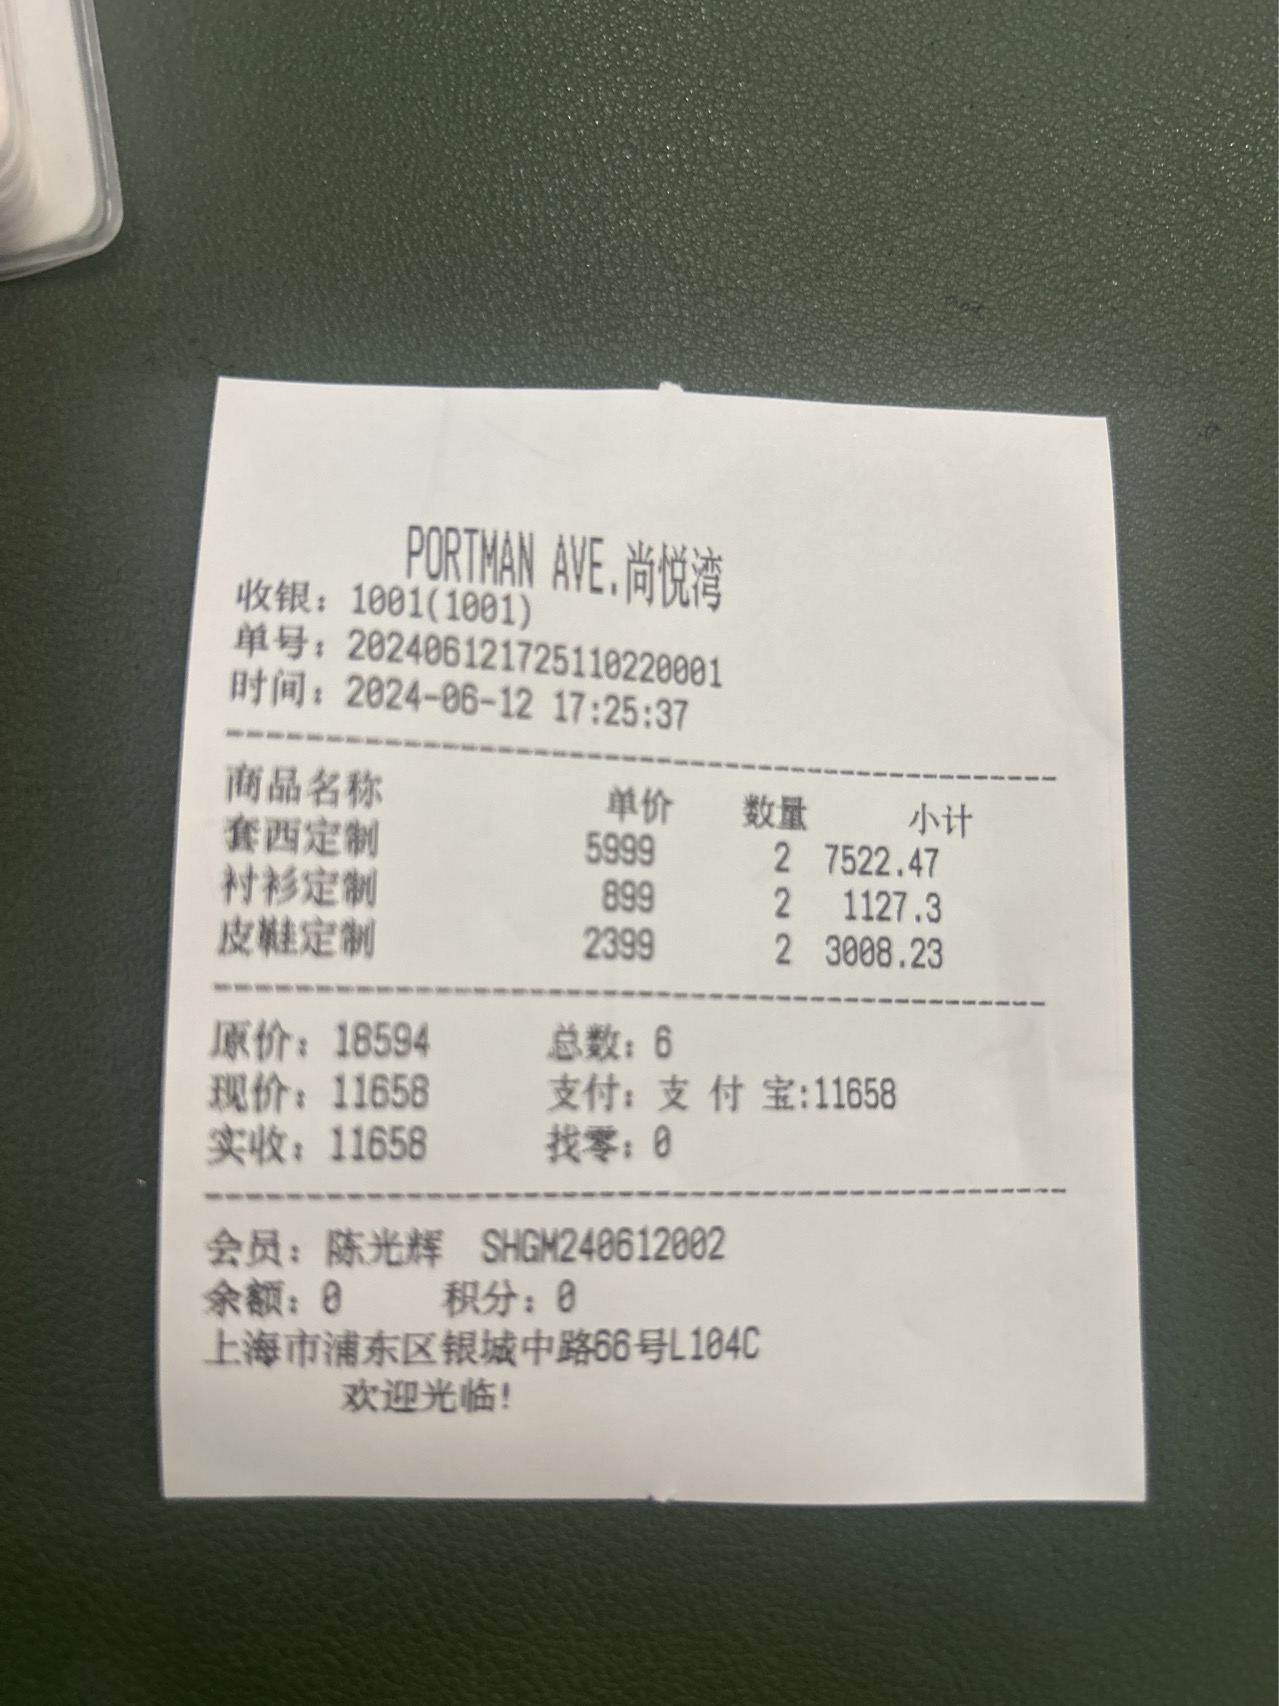 PORTMAN AVE.尚悦湾
收银：1001(1001)
单号：202406121725110220001
时间：2024-06-12 17:25:37
商品名称 单价 数量 小计
套西定制 5999 2 7522.47
衬衫定制 899 2 1127.3
皮鞋定制 2399 2 3008.23
原价：18594 总数：6
现价：11658 支付：支 付 宝:11658
实收：11658 找零：0
会员：陈光辉 SHGM240612002
余额：0 积分：0
上海市浦东区银城中路66号L104C
欢迎光临!